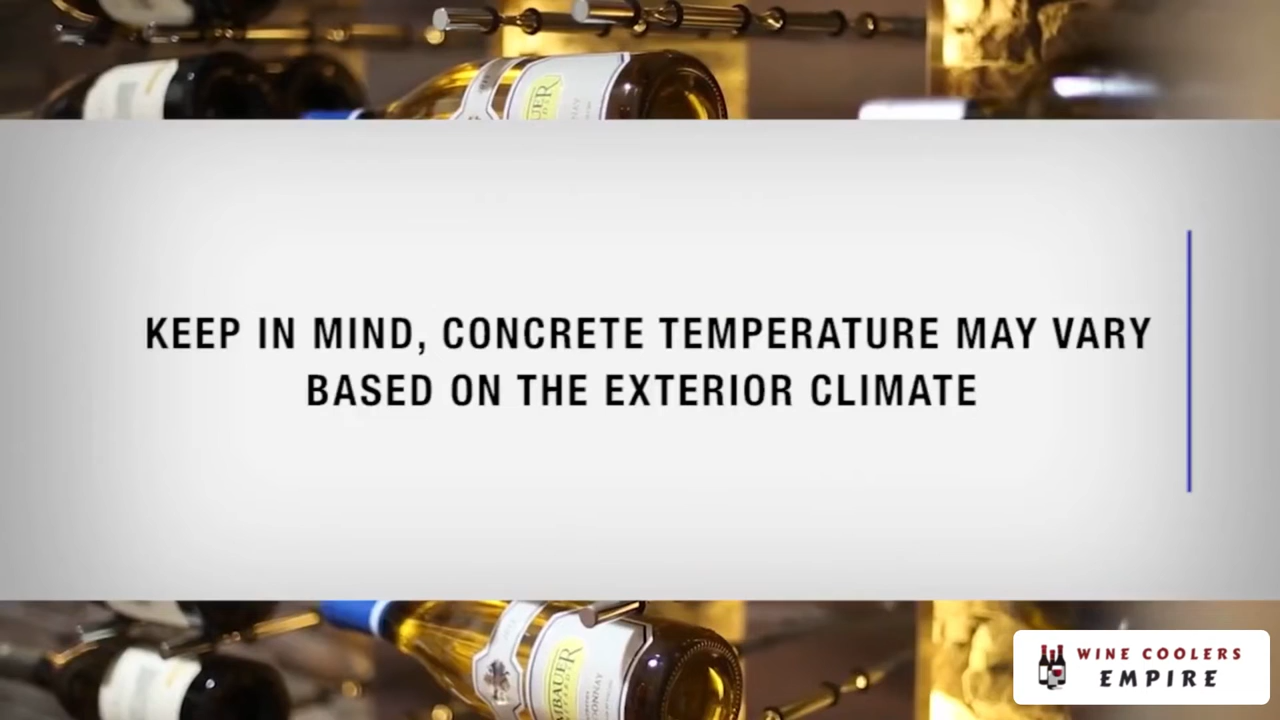 KEEP IN MIND, CONCRETE TEMPERATURE MAY VARY
BASED ON THE EXTERIOR CLIMATE
WINE COOLERS
EMPIRE